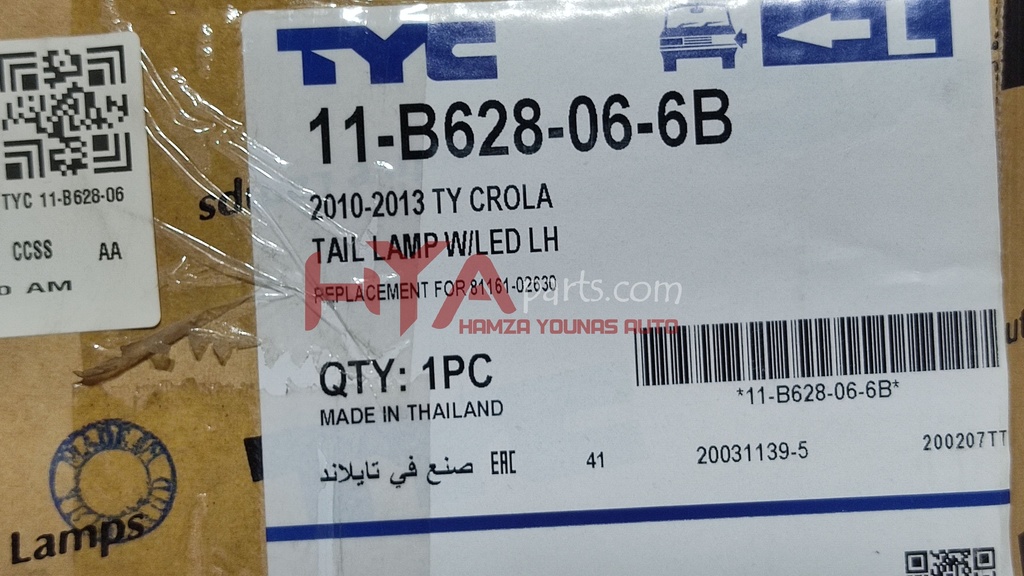 TYC
L
11-B628-06-6B
2010-2013 TY CROLA
TAIL LAMP W/LED LH
REPLACEMENT FOR 81161-02630
HYAparts.com
HAMZA YOUNAS AUTO
QTY: 1PC
MADE IN THAILAND
*11-B628-06-6B*
صنع في تايلاند EAC 41 20031139-5 200207TT
TYC 11-B628-06
CCSS AA
AM
Lamps